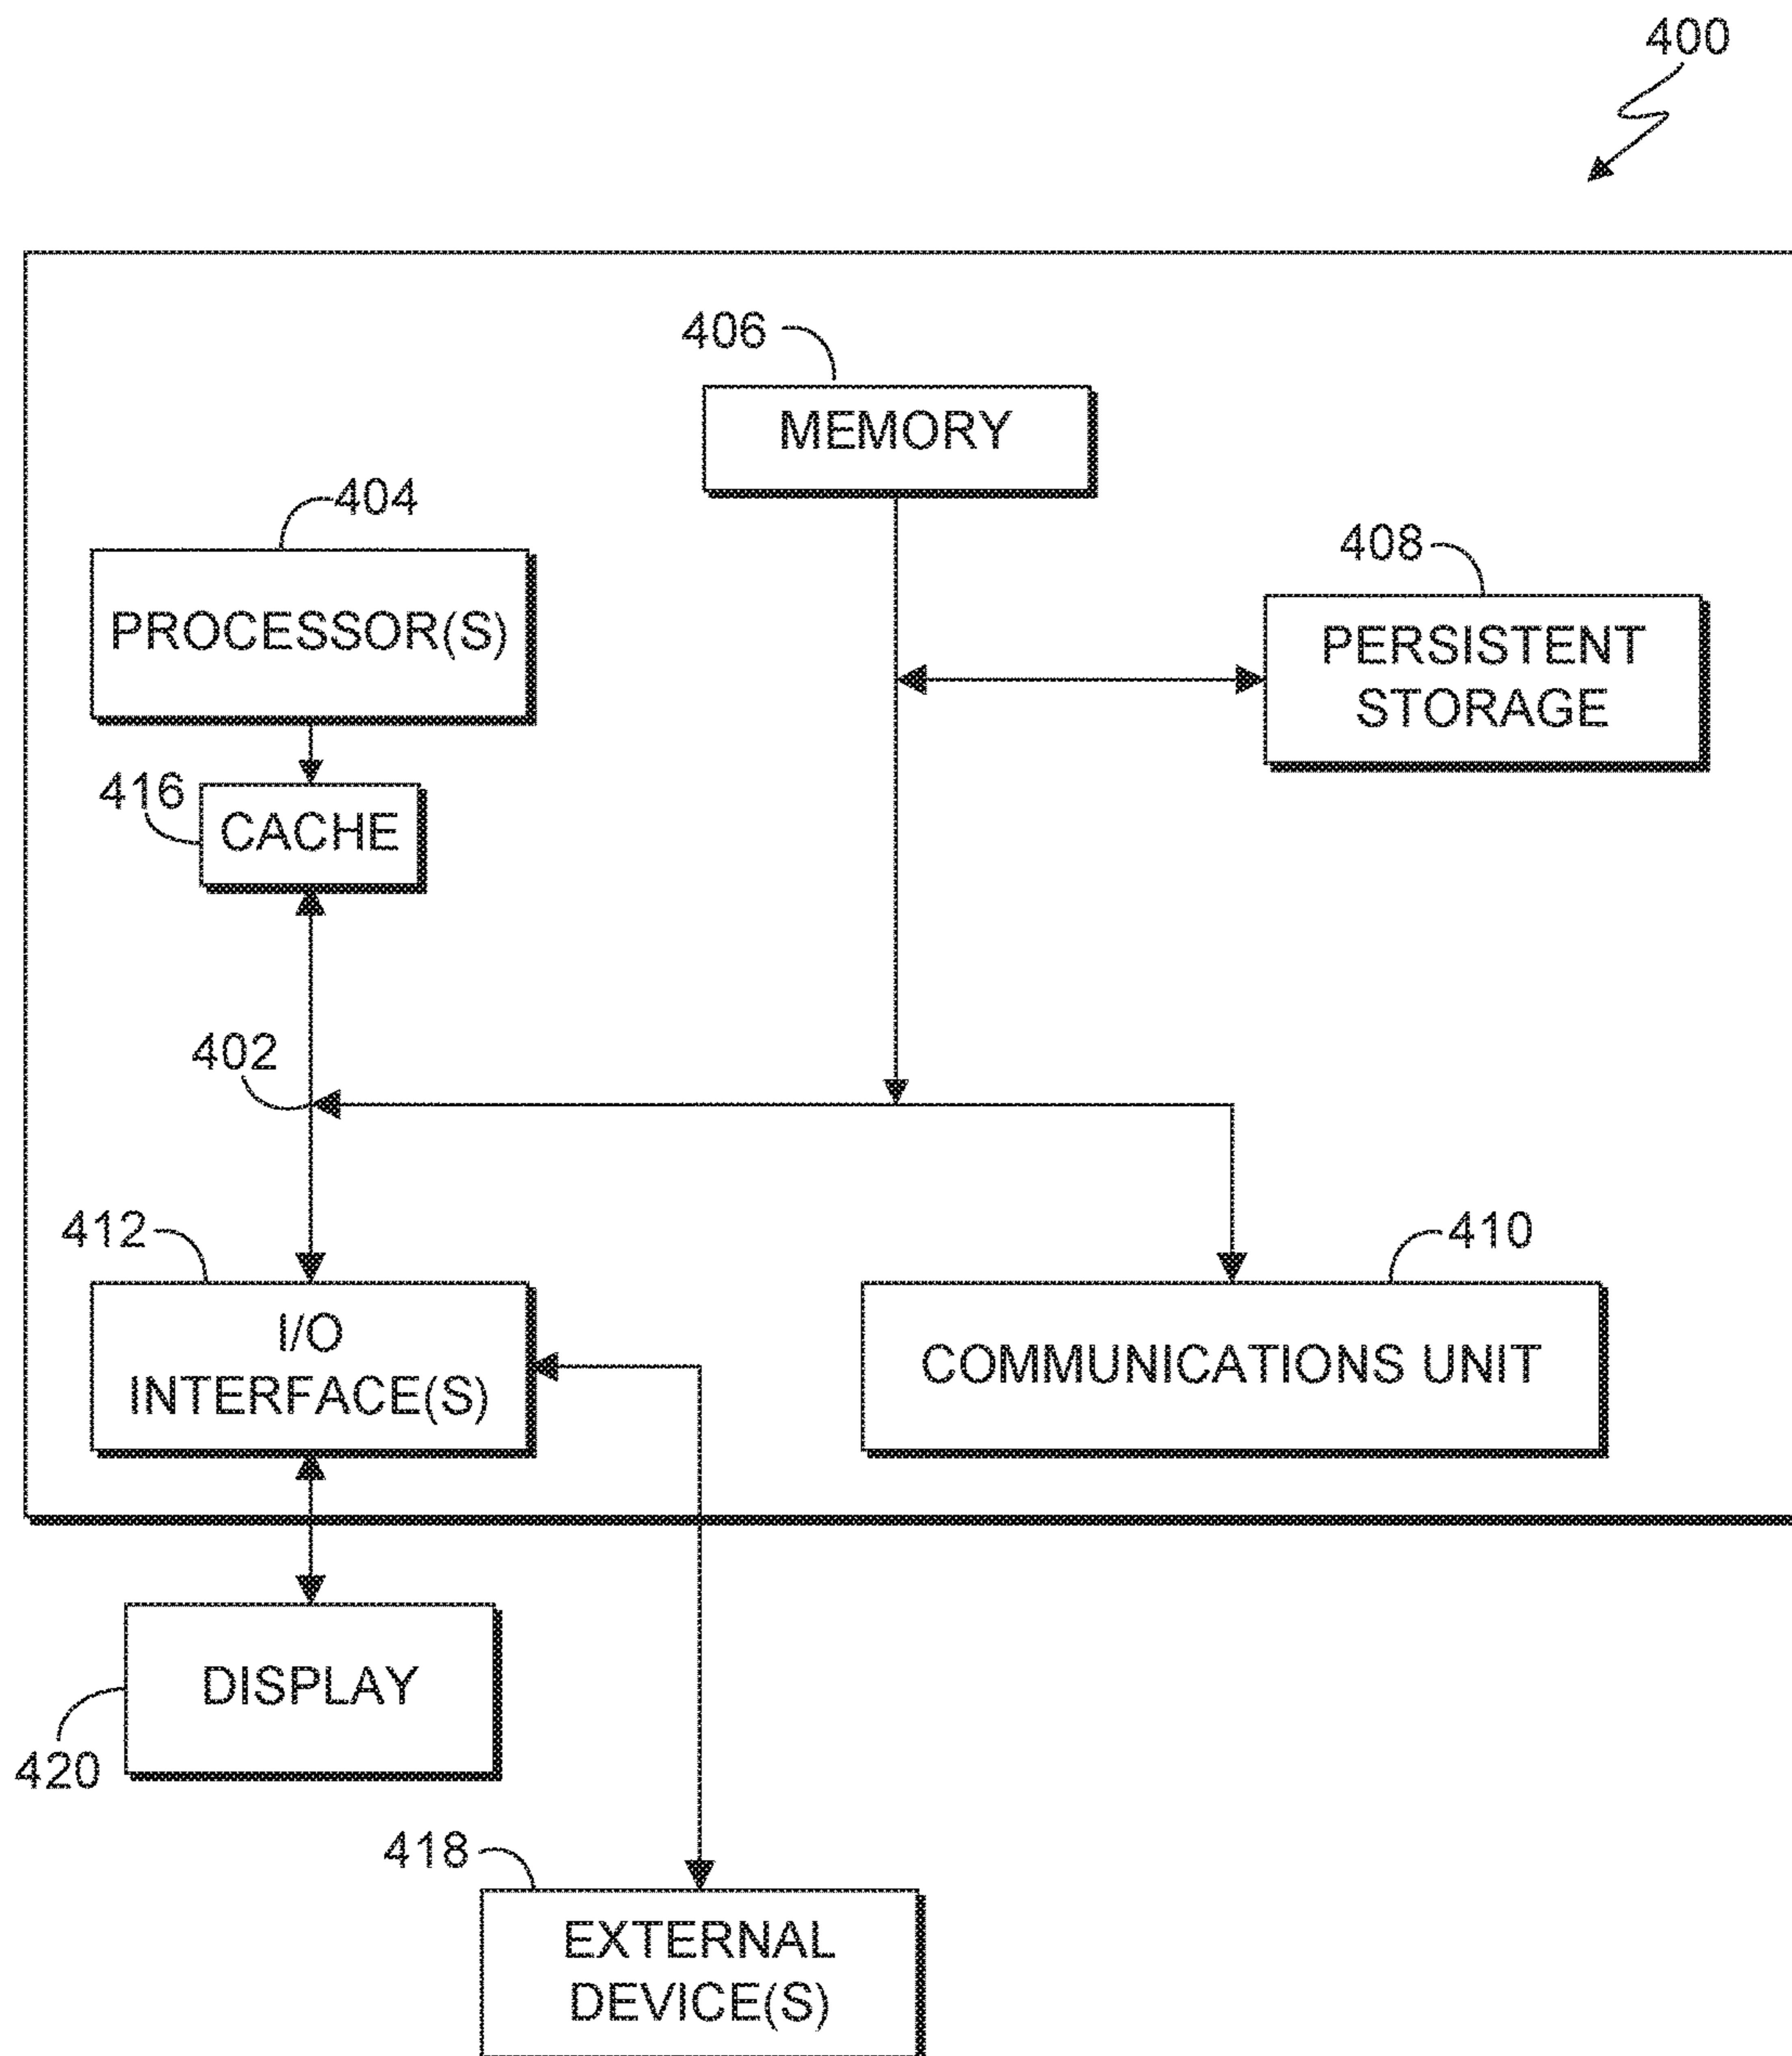 400
406
MEMORY
404
PROCESSOR(S)
408
PERSISTENT
STORAGE
416
CACHE
402
412
I/O
INTERFACE(S)
410
COMMUNICATIONS UNIT
DISPLAY
420
418
EXTERNAL
DEVICE(S)